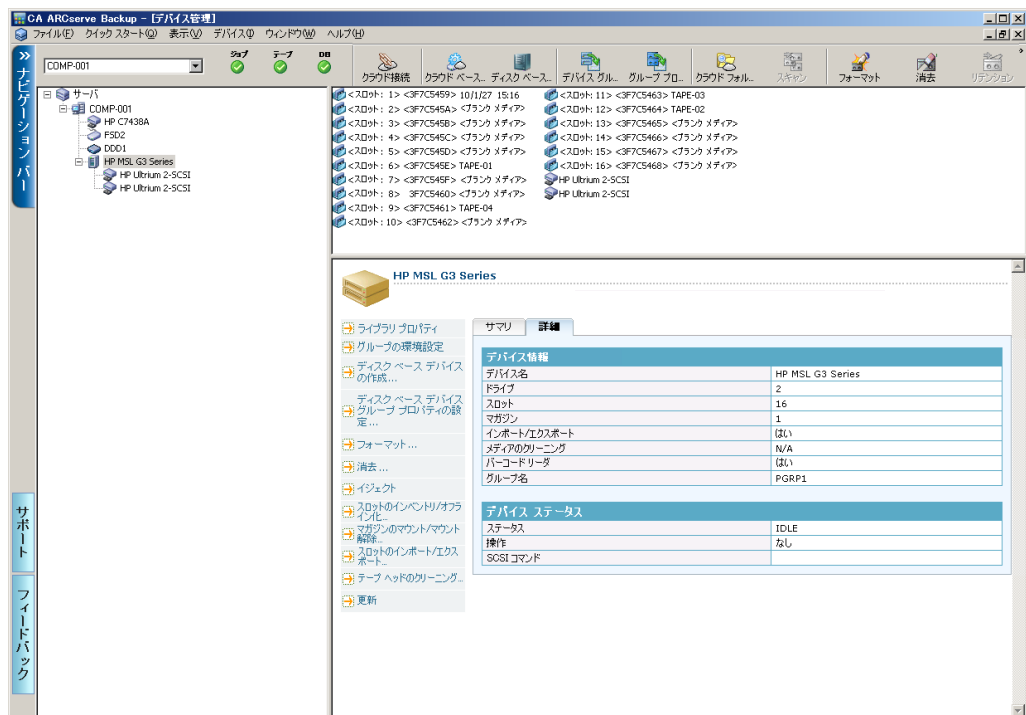 CA ARCserve Backup - [デバイス管理]
ファイル(F) クイック スタート(Q) 表示(V) デバイス(I) ウィンドウ(W) ヘルプ(H)
ナビゲーション バー
COMP-001
ジョブ テープ DB
クラウド接続 クラウド ベース... ディスク ベース... デバイス グル... グループ プロ... クラウド フォル... スキャン フォーマット 消去 リテンション
サーバ
COMP-001
HP C7438A
FSD2
DDD1
HP MSL G3 Series
HP Ultrium 2-SCSI
HP Ultrium 2-SCSI
<スロット: 1> <3F7C5459> 10/1/27 15:16
<スロット: 2> <3F7C545A> <ブランク メディア>
<スロット: 3> <3F7C545B> <ブランク メディア>
<スロット: 4> <3F7C545C> <ブランク メディア>
<スロット: 5> <3F7C545D> <ブランク メディア>
<スロット: 6> <3F7C545E> TAPE-01
<スロット: 7> <3F7C545F> <ブランク メディア>
<スロット: 8> 3F7C5460> <ブランク メディア>
<スロット: 9> <3F7C5461> TAPE-04
<スロット: 10> <3F7C5462> <ブランク メディア>
<スロット: 11> <3F7C5463> TAPE-03
<スロット: 12> <3F7C5464> TAPE-02
<スロット: 13> <3F7C5465> <ブランク メディア>
<スロット: 14> <3F7C5466> <ブランク メディア>
<スロット: 15> <3F7C5467> <ブランク メディア>
<スロット: 16> <3F7C5468> <ブランク メディア>
HP Ultrium 2-SCSI
HP Ultrium 2-SCSI
HP MSL G3 Series
ライブラリ プロパティ
グループの環境設定
ディスク ベース デバイス
の作成...
ディスク ベース デバイス
グループ プロパティの設
定...
フォーマット...
消去...
イジェクト
スロットのインベントリ/オフラ
イン化...
マガジンのマウント/マウント
解除...
スロットのインポート/エクス
ポート...
テープ ヘッドのクリーニング...
更新
サマリ 詳細
デバイス情報
デバイス名 HP MSL G3 Series
ドライブ 2
スロット 16
マガジン 1
インポート/エクスポート はい
メディアのクリーニング N/A
バーコード リーダ はい
グループ名 PGRP1
デバイス ステータス
ステータス IDLE
操作 なし
SCSI コマンド
サポート
フィードバック